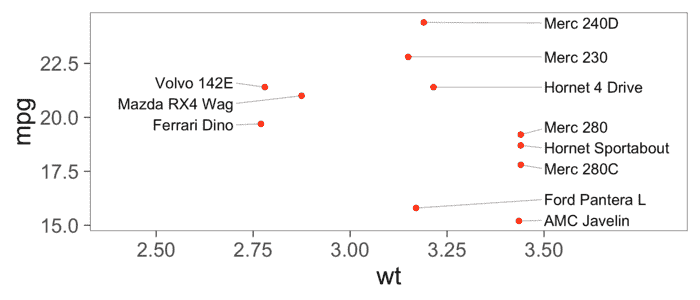 Merc 240D
22.5
Merc 230
Volvo 142E
Hornet 4 Drive
Mazda RX4 Wag
mpg
20.0
Ferrari Dino
Merc 280
Hornet Sportabout
17.5
Merc 280C
Ford Pantera L
15.0
AMC Javelin
2.50 2.75 3.00 3.25 3.50
wt